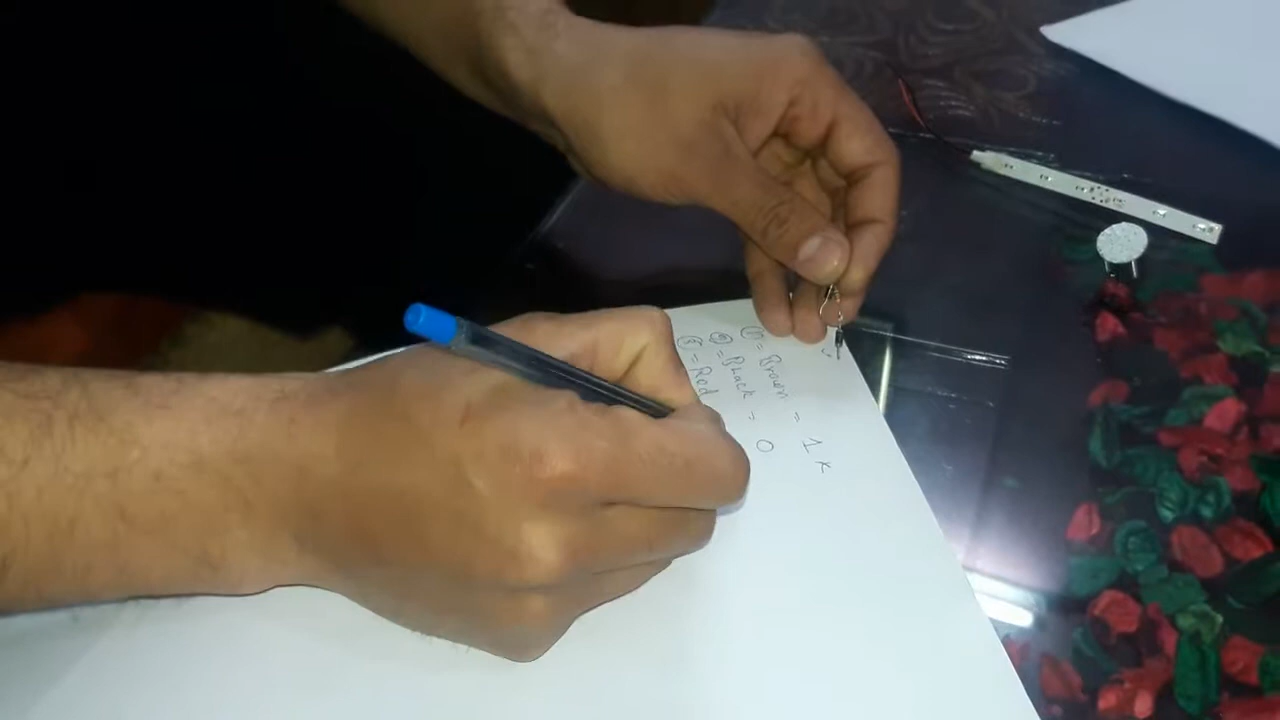 ① = Brown = 1 k
② = Black = 0
③ = Red